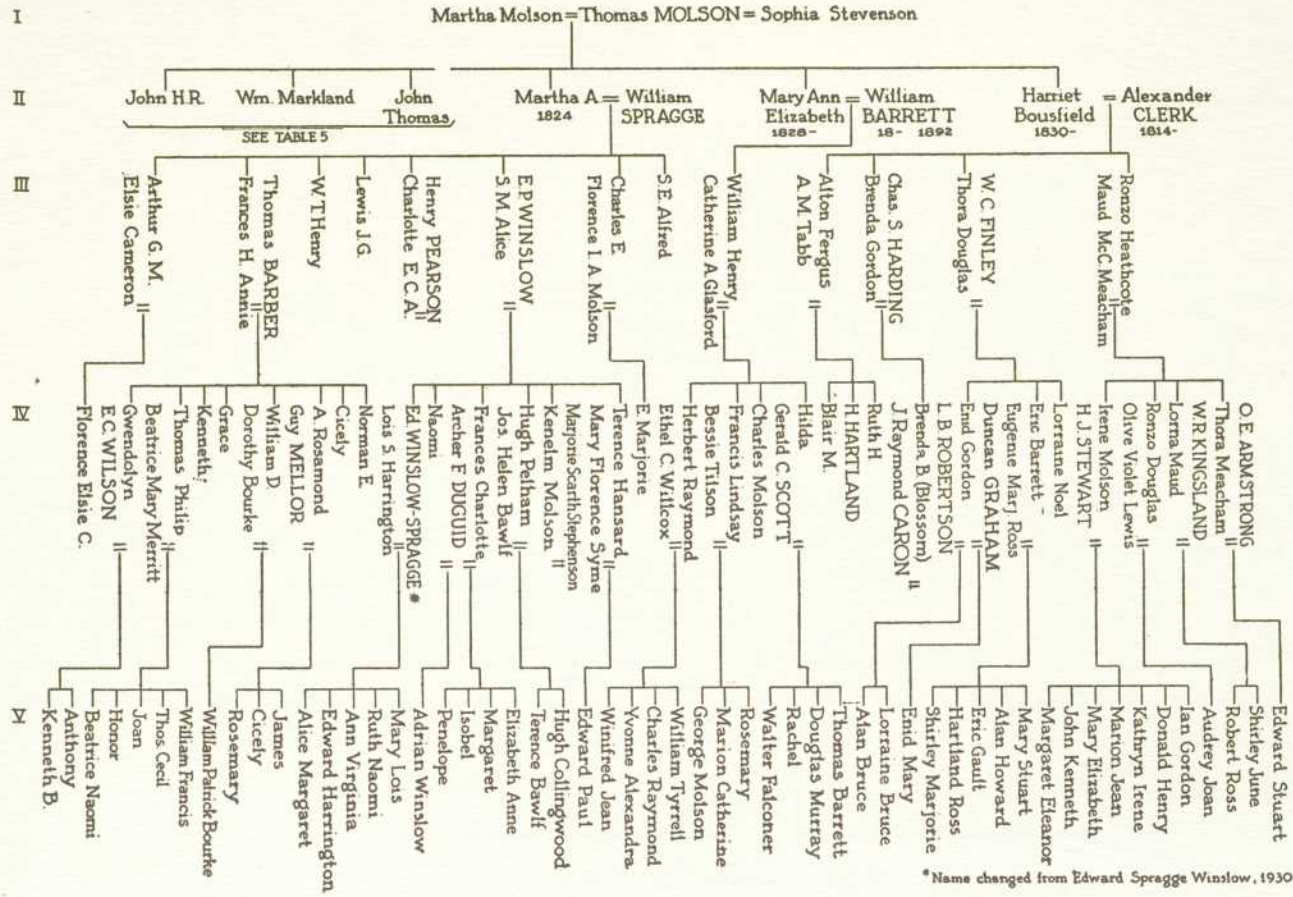 I
Martha Molson = Thomas MOLSON = Sophia Stevenson
II
John H.R.
Wm. Markland
John
Thomas
SEE TABLE 5
Martha A. = William
1824 SPRAGGE
Mary Ann = William
Elizabeth BARRETT
1828- 18- 1892
Harriet = Alexander
Bousfield CLERK
1830- 1814-
III
Arthur G. M. =
Elsie Cameron
Thomas BARBER
Frances H. Annie =
W. T. Henry
Lewis J. G.
Henry PEARSON
Charlotte E. C. A. =
E. P. WINSLOW
S. M. Alice =
Charles E.
Florence I. A. Molson =
S. E. Alfred
William Henry =
Catherine A. Glasford
Alton Fergus
A. M. Tabb =
Chas. S. HARDING
Brenda Gordon =
W. C. FINLEY
Thora Douglas =
Ronzo Heathcote
Maud Mc.C. Meacham =
IV
Florence Elsie C.
E. C. WILSON
Gwendolyn =
Beatrice Mary Merritt
Thomas Philip =
Kenneth
Grace
Dorothy Bourke =
William D.
Guy MELLOR
A. Rosamond =
Cicely
Norman E.
Lois S. Harrington
Ed. WINSLOW-SPRAGGE * =
Naomi
Archer F. DUGUID
Frances Charlotte =
Jos. Helen Bawlf
Hugh Pelham =
Kenelm Molson =
Marjorie Scarth Stephenson
Mary Florence Syme
Terence Hansard =
E. Marjorie
Ethel C. Wilcox
Herbert Raymond =
Bessie Tilson
Francis Lindsay =
Charles Molson
Gerald C. SCOTT
Hilda =
Blair M.
H. HARTLAND
Ruth H.
J. Raymond CARON =
Brenda B. (Blossom)
L. B. ROBERTSON
Enid Gordon =
Duncan GRAHAM =
Eugenie Marj. Ross
Eric Barrett =
Lorraine Noel
H. J. STEWART
Irene Molson =
Olive Violet Lewis
Ronzo Douglas =
Lorna Maud
W. R. KINGSLAND =
Thora Meacham =
O. E. ARMSTRONG
V
Kenneth B.
Anthony
Beatrice Naomi
Honor
Joan
Thos. Cecil
William Francis
William Patrick Bourke
Rosemary
Cicely
James
Alice Margaret
Edward Harrington
Ann Virginia
Ruth Naomi
Mary Lois
Adrian Winslow
Penelope
Isobel
Margaret
Elizabeth Anne
Terence Bawlf
Hugh Collingwood
Edward Paul
Winifred Jean
Yvonne Alexandra
Charles Raymond
William Tyrrell
George Molson
Marion Catherine
Rosemary
Walter Falconer
Rachel
Douglas Murray
Thomas Barrett
Alan Bruce
Lorraine Bruce
Enid Mary
Shirley Marjorie
Hartland Ross
Eric Gault
Alan Howard
Mary Stuart
Margaret Eleanor
John Kenneth
Mary Elizabeth
Marion Jean
Kathryn Irene
Donald Henry
Ian Gordon
Audrey Joan
Robert Ross
Shirley June
Edward Stuart
* Name changed from Edward Spragge Winslow, 1930